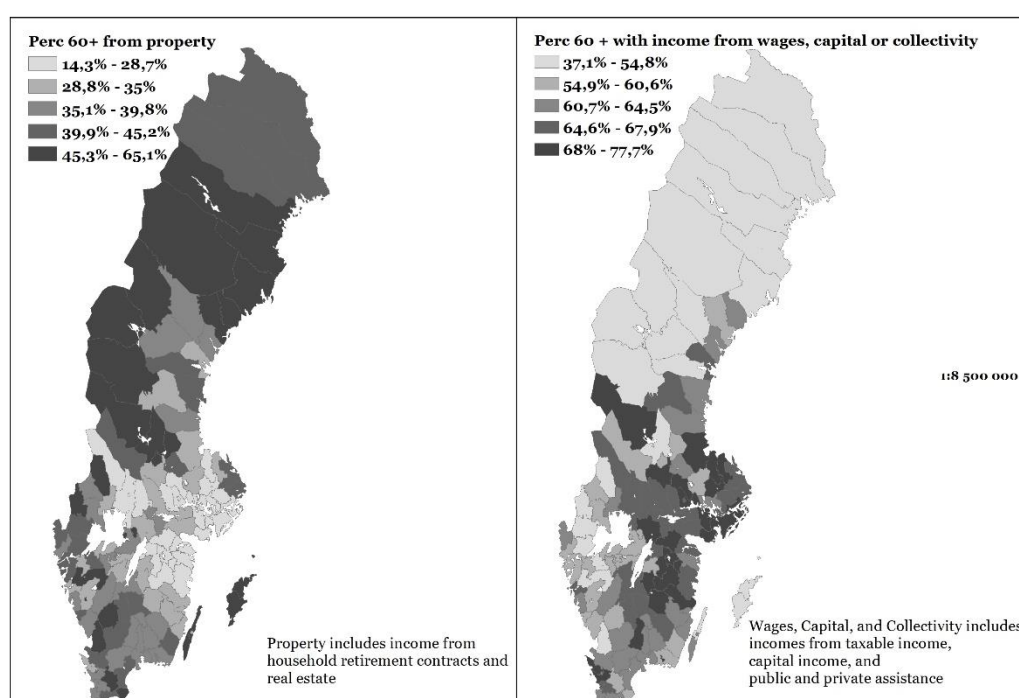 Perc 60+ from property
14,3% - 28,7%
28,8% - 35%
35,1% - 39,8%
39,9% - 45,2%
45,3% - 65,1%
Property includes income from
household retirement contracts and
real estate
Perc 60 + with income from wages, capital or collectivity
37,1% - 54,8%
54,9% - 60,6%
60,7% - 64,5%
64,6% - 67,9%
68% - 77,7%
1:8 500 000
Wages, Capital, and Collectivity includes
incomes from taxable income,
capital income, and
public and private assistance